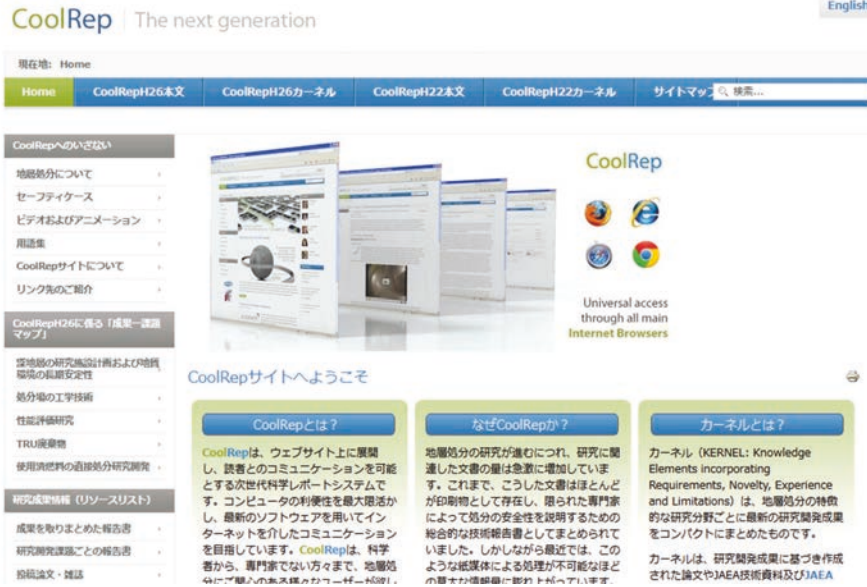 English
CoolRep The next generation
現在地: Home
Home CoolRepH26本文 CoolRepH26カーネル CoolRepH22本文 CoolRepH22カーネル サイトマップ 検索...
CoolRepへのいざない
地層処分について
セーフティケース
ビデオおよびアニメーション
用語集
CoolRepサイトについて
リンク先のご紹介
CoolRepH26に係る「成果－課題
マップ」
深地層の研究施設計画および地質
環境の長期安定性
処分場の工学技術
性能評価研究
TRU廃棄物
使用済燃料の直接処分研究開発
研究成果情報（リソースリスト）
成果を取りまとめた報告書
研究開発課題ごとの報告書
投稿論文・雑誌
CoolRep
Universal access
through all main
Internet Browsers
CoolRepサイトへようこそ
CoolRepとは？
CoolRepは、ウェブサイト上に展開
し、読者とのコミュニケーションを可能
とする次世代科学レポートシステムで
す。コンピュータの利便性を最大限活か
し、最新のソフトウェアを用いてイン
ターネットを介したコミュニケーション
を目指しています。CoolRepは、科学
者から、専門家でない方々まで、地層処
分にご関心のある様々なユーザーが欲し
なぜCoolRepか？
地層処分の研究が進むにつれ、研究に関
連した文書の量は急激に増加していま
す。これまで、こうした文書はほとんど
が印刷物として存在し、限られた専門家
によって処分の安全性を説明するための
総合的な技術報告書としてまとめられて
いました。しかしながら最近では、この
ような紙媒体による処理が不可能なほど
の莫大な情報量に膨れ上がっています。
カーネルとは？
カーネル（KERNEL: Knowledge
Elements incorporating
Requirements, Novelty, Experience
and Limitations）は、地層処分の特徴
的な研究分野ごとに最新の研究開発成果
をコンパクトにまとめたものです。
カーネルは、研究開発成果に基づき作成
された論文やJAEA技術資料及びJAEA